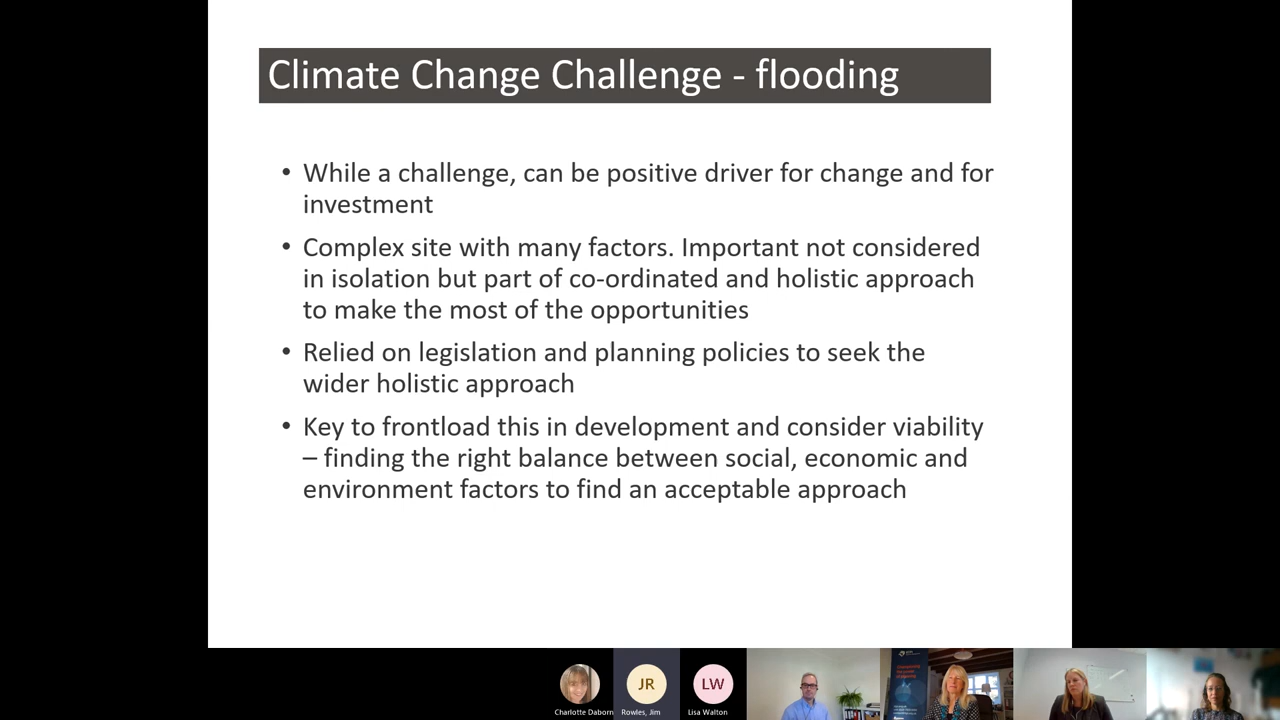 Climate Change Challenge - flooding
• While a challenge, can be positive driver for change and for
investment
• Complex site with many factors. Important not considered
in isolation but part of co-ordinated and holistic approach
to make the most of the opportunities
• Relied on legislation and planning policies to seek the
wider holistic approach
• Key to frontload this in development and consider viability
– finding the right balance between social, economic and
environment factors to find an acceptable approach
JR
LW
Charlotte Daborn
Rowles, Jim
Lisa Walton